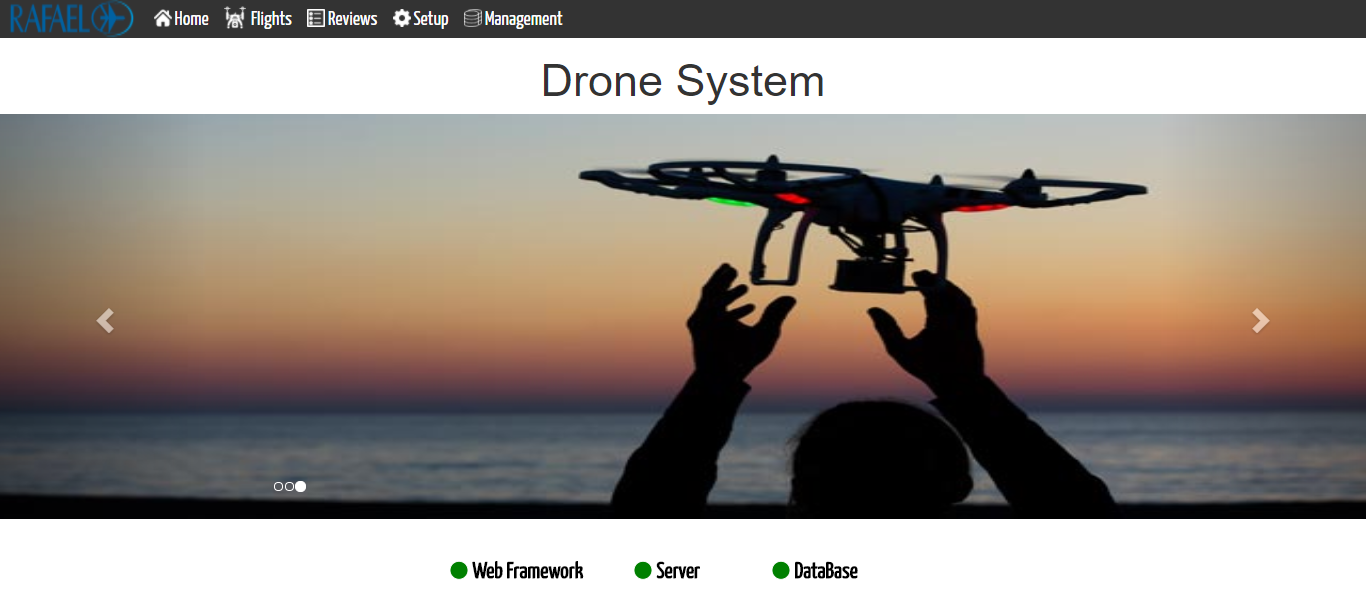 RAFAEL Home Flights Reviews Setup Management
Drone System
Web Framework Server DataBase